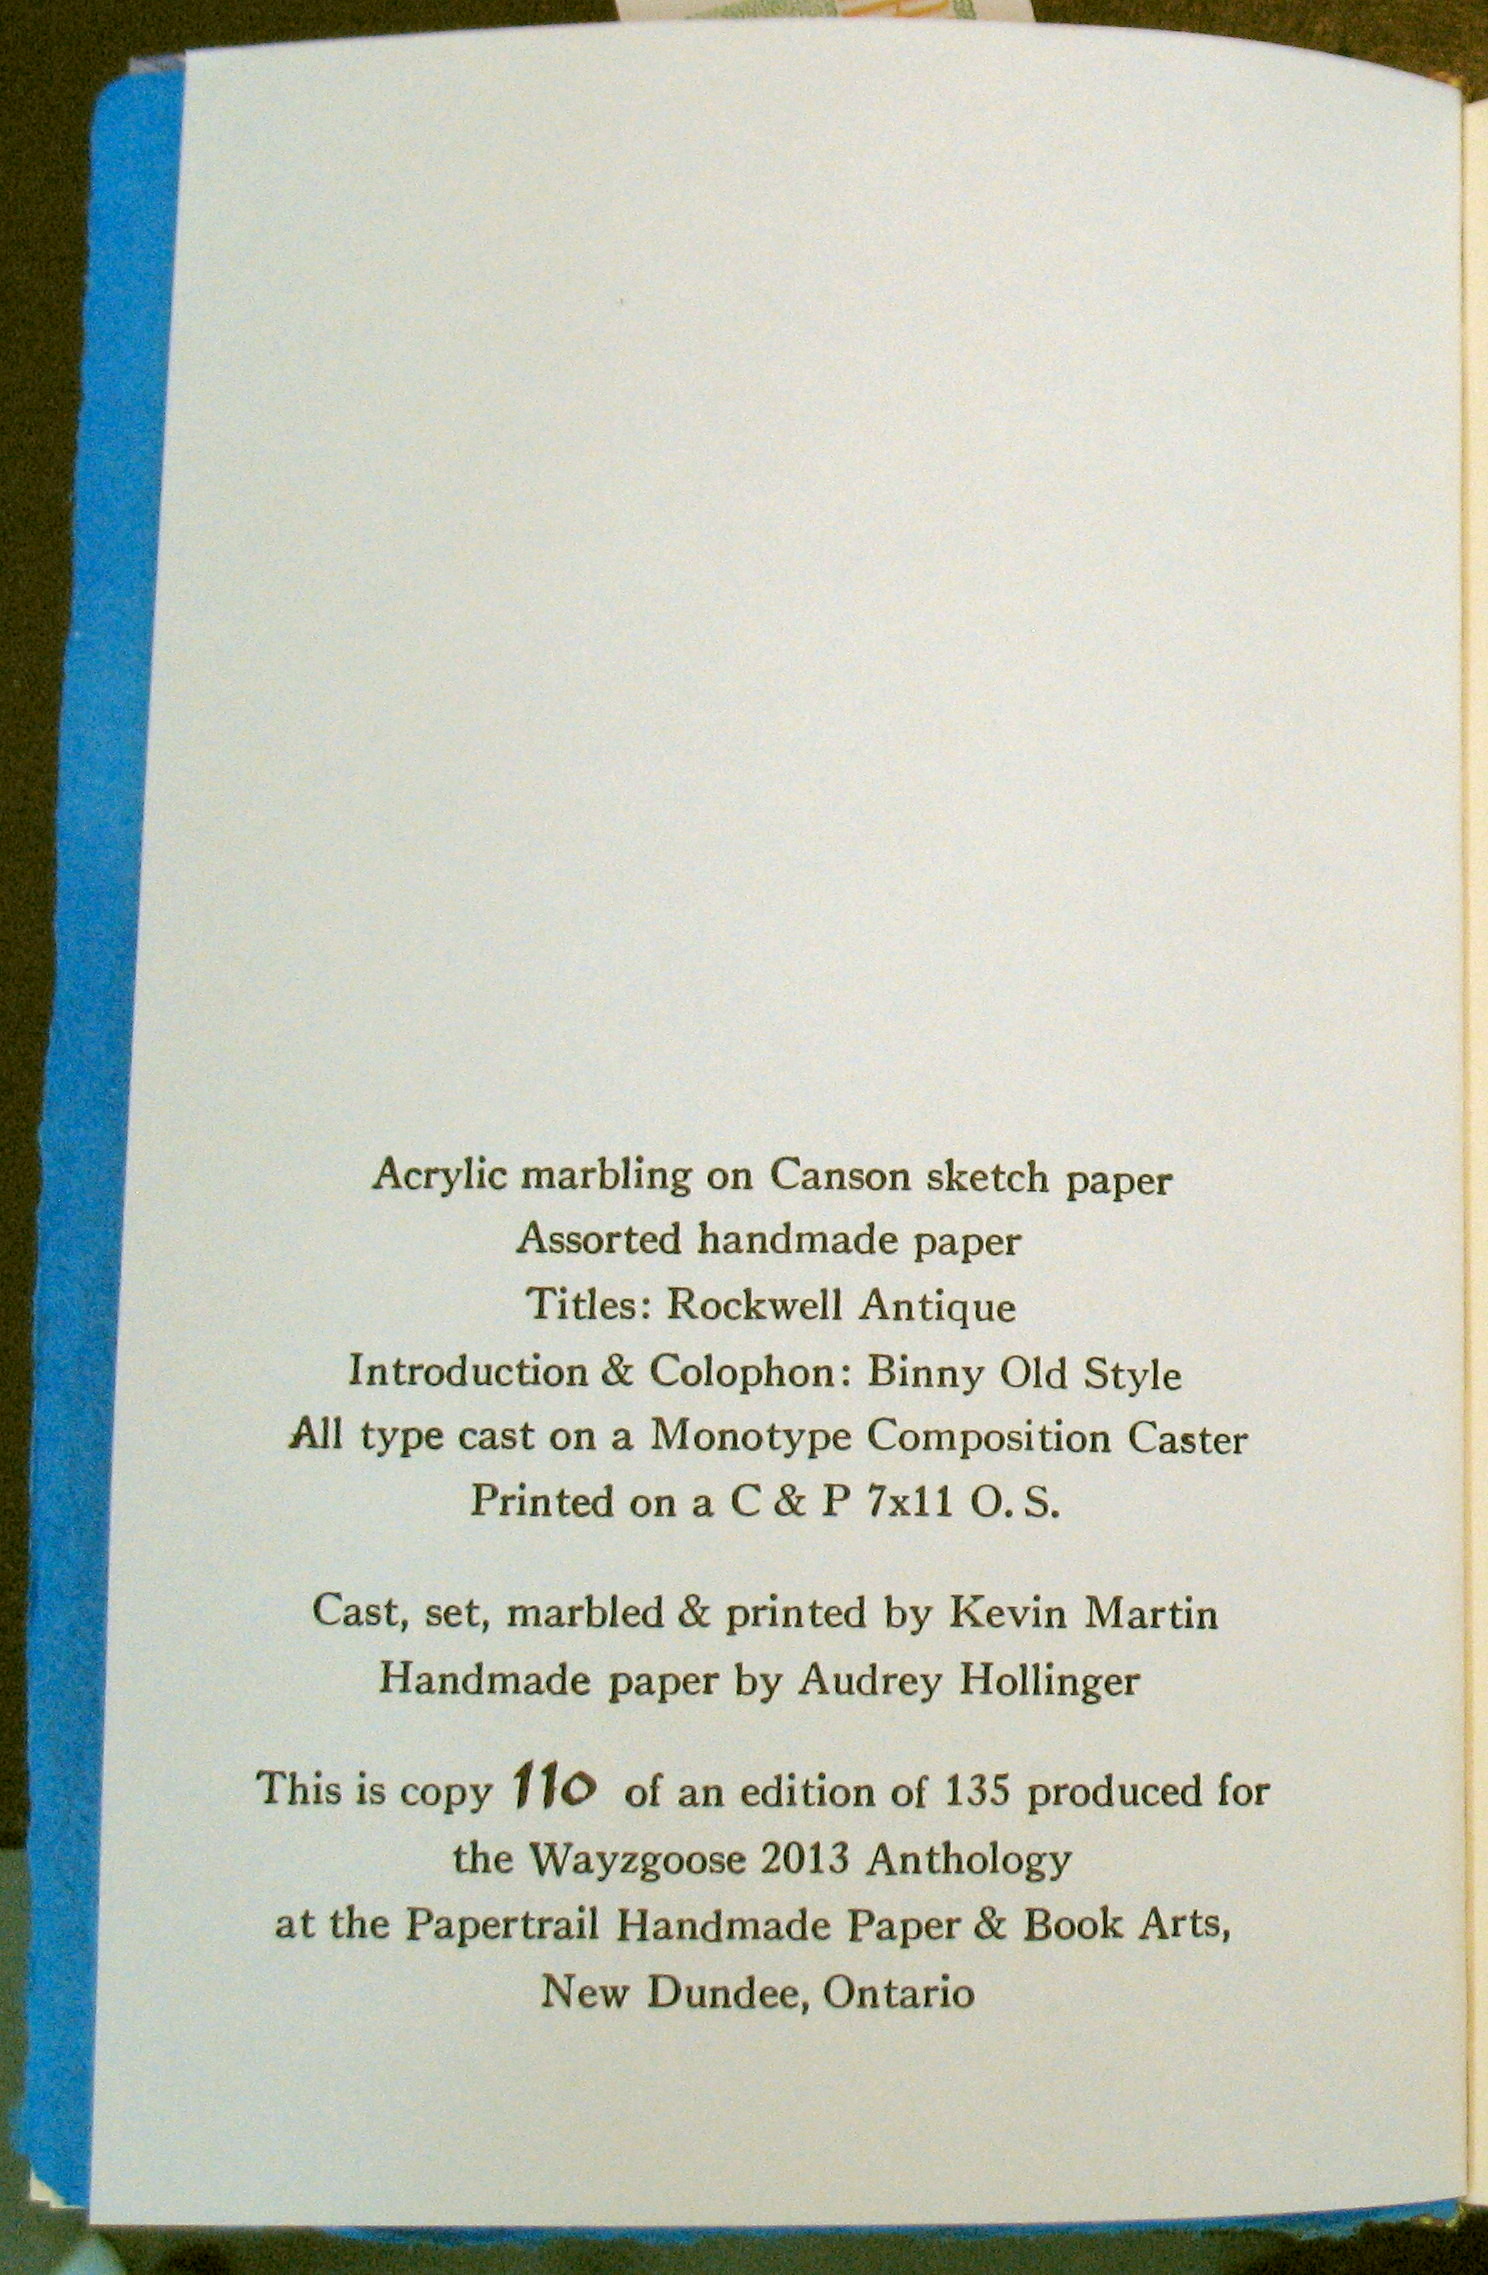 Acrylic marbling on Canson sketch paper
Assorted handmade paper
Titles: Rockwell Antique
Introduction & Colophon: Binny Old Style
All type cast on a Monotype Composition Caster
Printed on a C & P 7x11 O. S.
Cast, set, marbled & printed by Kevin Martin
Handmade paper by Audrey Hollinger
This is copy 110 of an edition of 135 produced for
the Wayzgoose 2013 Anthology
at the Papertrail Handmade Paper & Book Arts,
New Dundee, Ontario